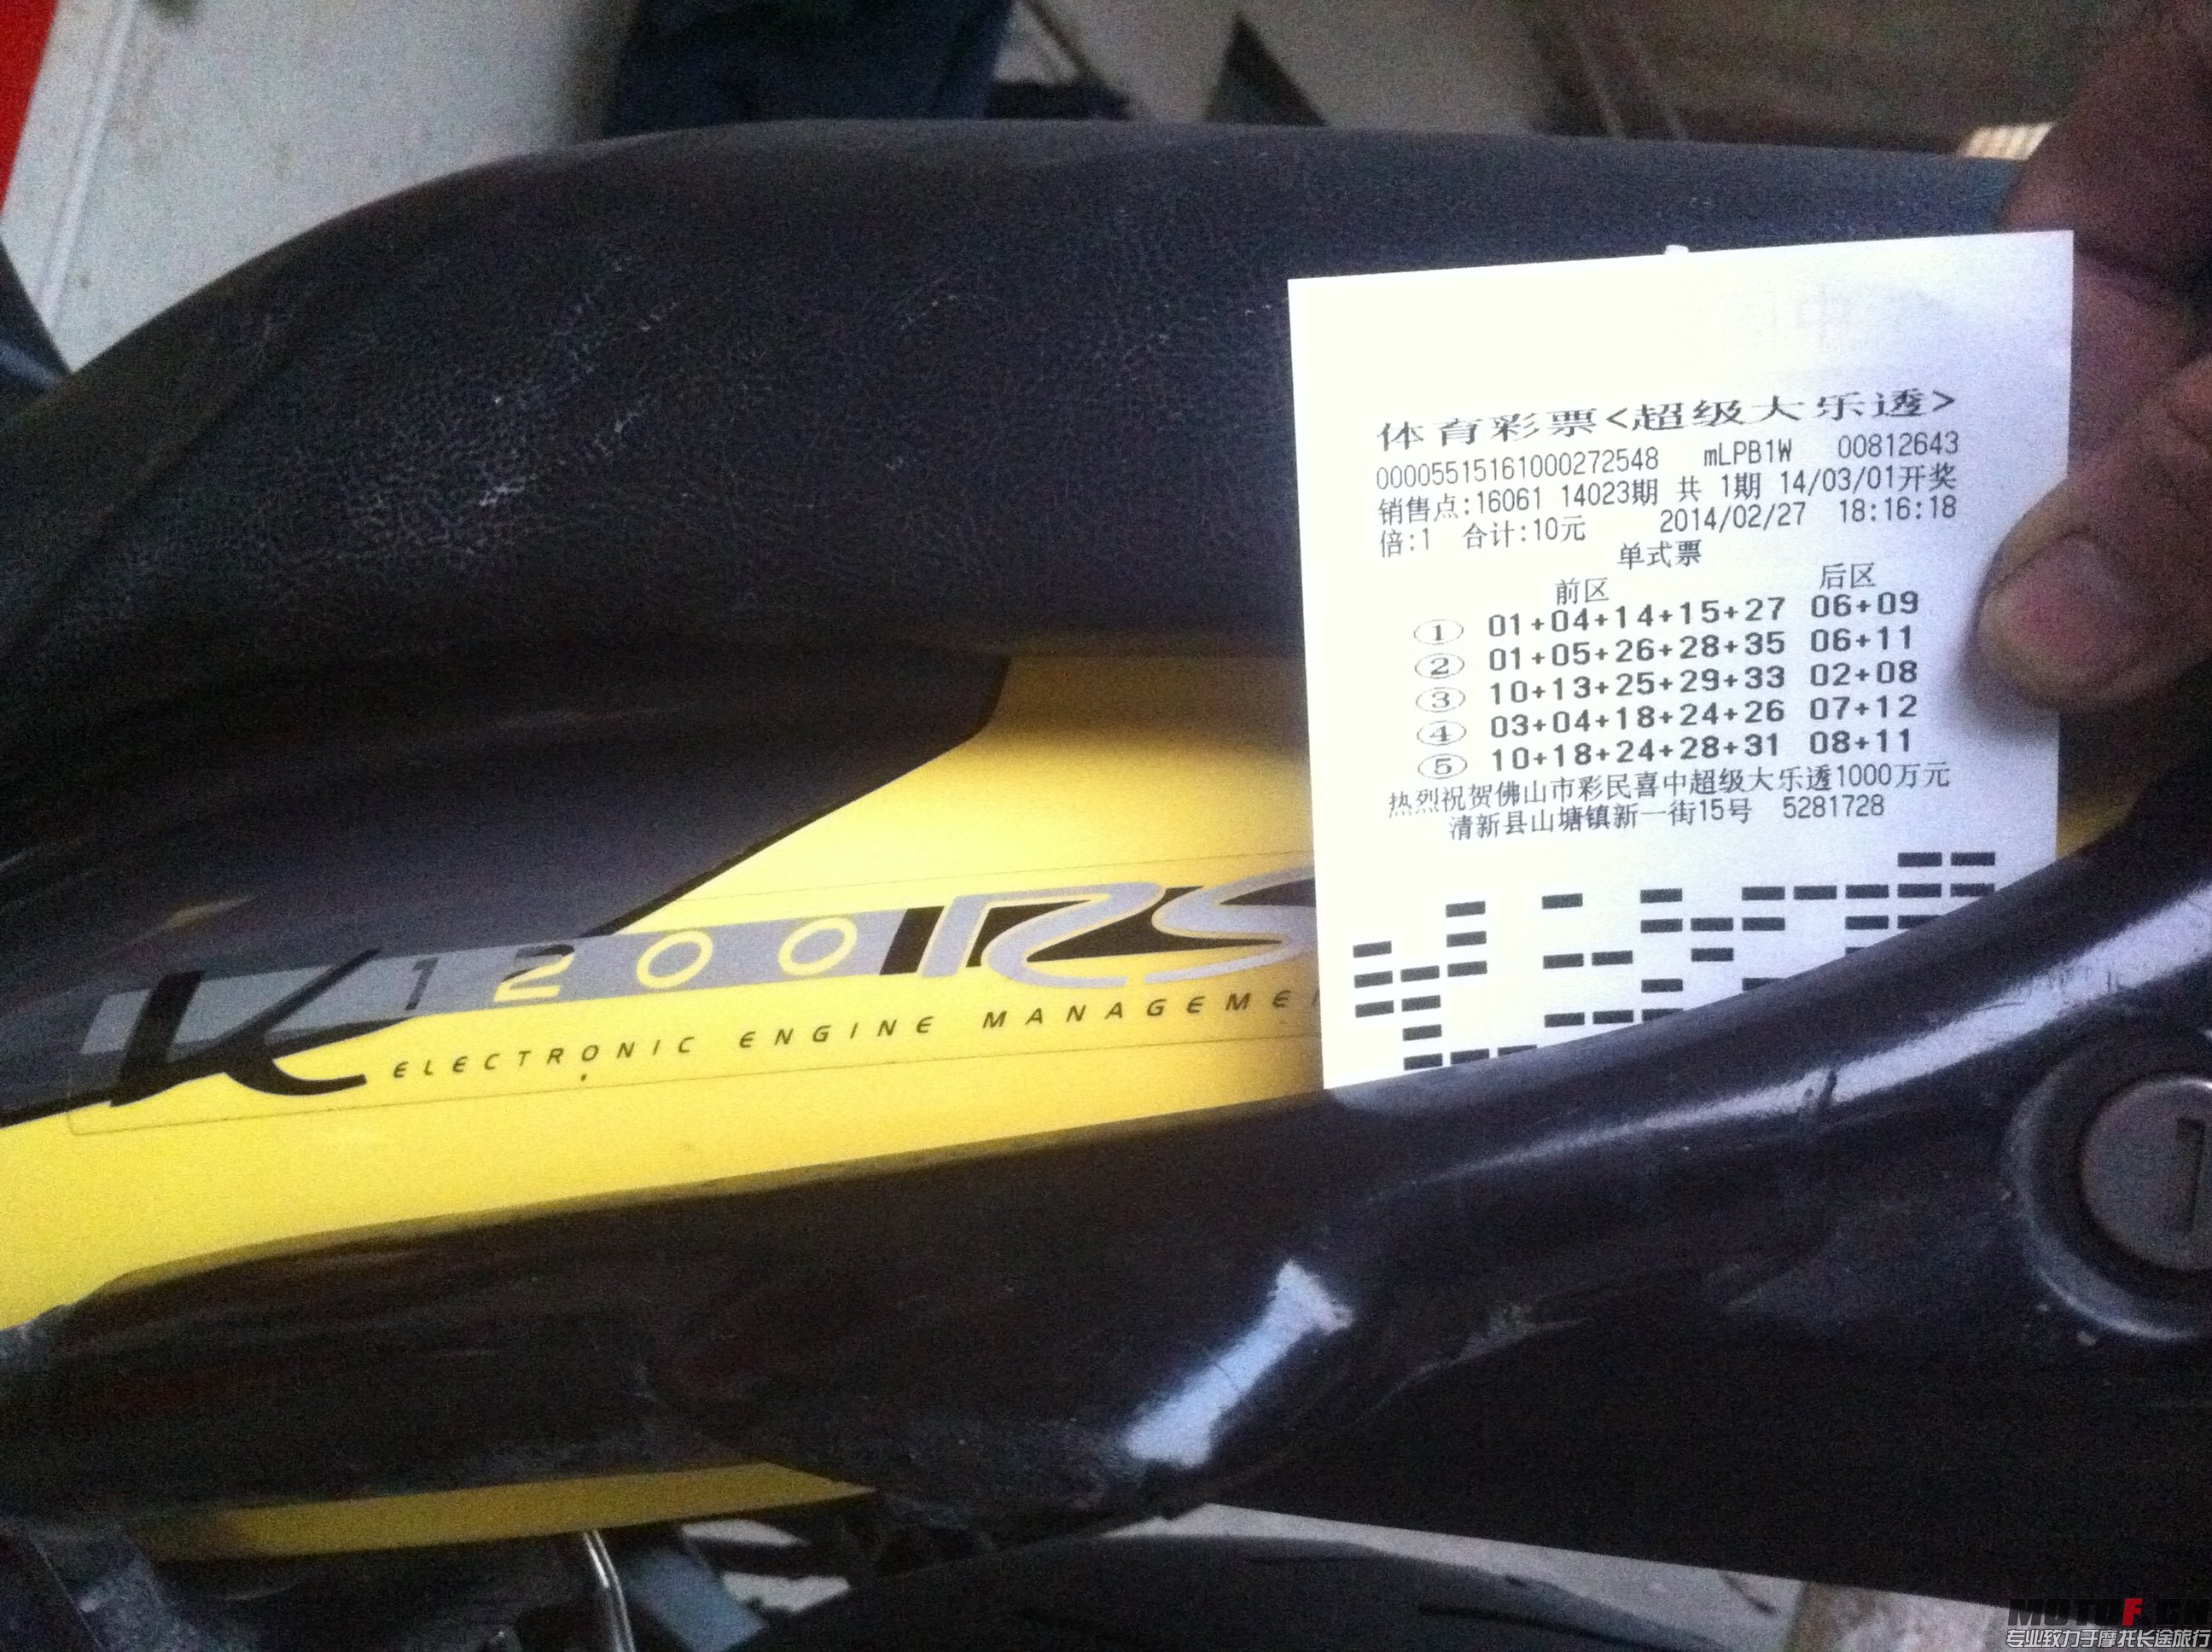 体育彩票<超级大乐透>
0000551516100027​2548 mLPB1W 00812643
销售点:16061 14023期 共 1期 14/03/01开奖
倍:1 合计:10元 2014/02/27 18:16:18
单式票
前区 后区
① 01+04+14+15+27 06+09
② 01+05+26+28+35 06+11
③ 10+13+25+29+33 02+08
④ 03+04+18+24+26 07+12
⑤ 10+18+24+28+31 08+11
热烈祝贺佛山市彩民喜中超级大乐透1000万元
清新县山塘镇新一街15号 5281728
K1200RS
ELECTRONIC ENGINE MANAGEME
MOTOF.CN
专业致力于摩托长途旅行